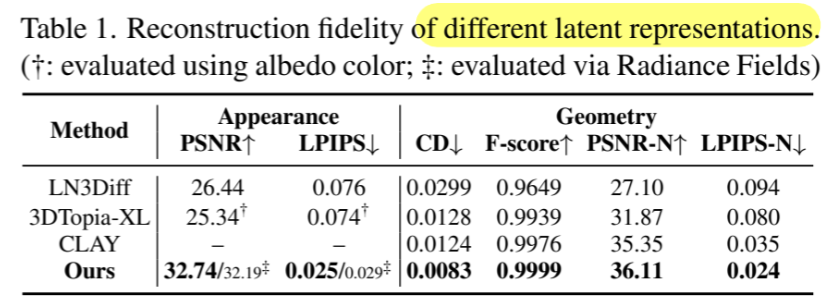 Table 1. Reconstruction fidelity of different latent representations.
(†: evaluated using albedo color; ‡: evaluated via Radiance Fields)
Method Appearance Geometry
PSNR↑ LPIPS↓ CD↓ F-score↑ PSNR-N↑ LPIPS-N↓
LN3Diff 26.44 0.076 0.0299 0.9649 27.10 0.094
3DTopia-XL 25.34† 0.074† 0.0128 0.9939 31.87 0.080
CLAY – – 0.0124 0.9976 35.35 0.035
Ours 32.74/32.19‡ 0.025/0.029‡ 0.0083 0.9999 36.11 0.024